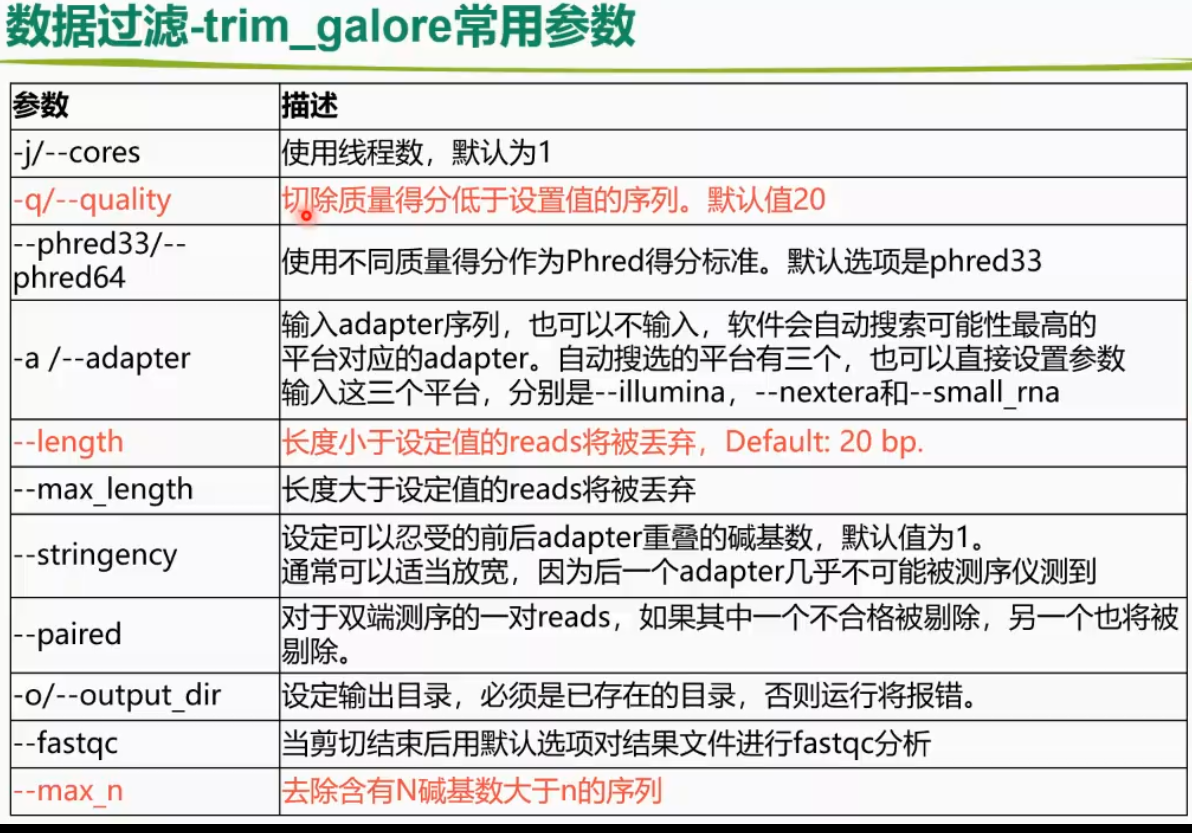 数据过滤-trim_galore常用参数
参数
描述
-j/--cores
使用线程数，默认为1
-q/--quality
切除质量得分低于设置值的序列。默认值20
--phred33/--
phred64
使用不同质量得分作为Phred得分标准。默认选项是phred33
-a /--adapter
输入adapter序列，也可以不输入，软件会自动搜索可能性最高的
平台对应的adapter。自动搜选的平台有三个，也可以直接设置参数
输入这三个平台，分别是--illumina，--nextera和--small_rna
--length
长度小于设定值的reads将被丢弃，Default: 20 bp.
--max_length
长度大于设定值的reads将被丢弃
--stringency
设定可以忍受的前后adapter重叠的碱基数，默认值为1。
通常可以适当放宽，因为后一个adapter几乎不可能被测序仪测到
--paired
对于双端测序的一对reads，如果其中一个不合格被剔除，另一个也将被
剔除。
-o/--output_dir
设定输出目录，必须是已存在的目录，否则运行将报错。
--fastqc
当剪切结束后用默认选项对结果文件进行fastqc分析
--max_n
去除含有N碱基数大于n的序列